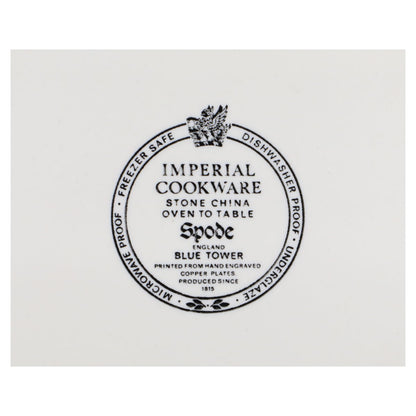 MICROWAVE PROOF · FREEZER SAFE · DISHWASHER PROOF · UNDERGLAZE ·
IMPERIAL
COOKWARE
STONE CHINA
OVEN TO TABLE
Spode
ENGLAND
BLUE TOWER
PRINTED FROM HAND ENGRAVED
COPPER PLATES
PRODUCED SINCE
1815